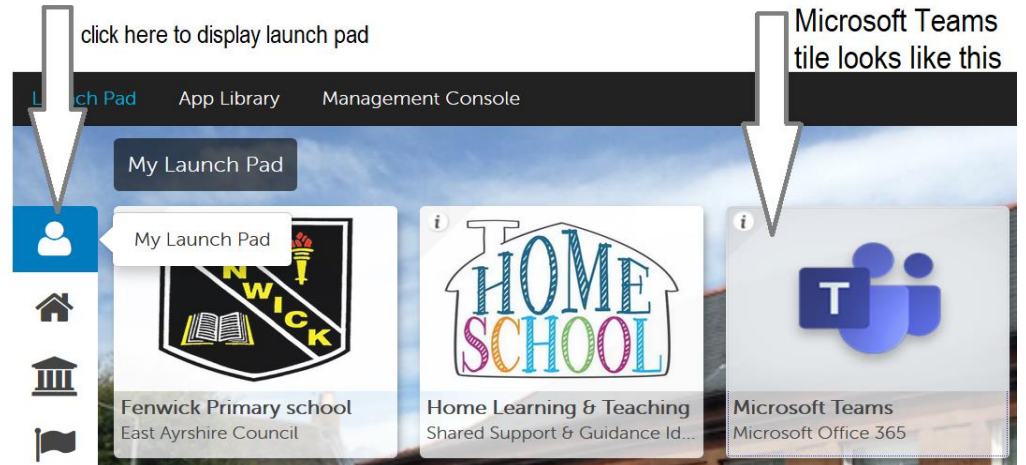 click here to display launch pad
Microsoft Teams
tile looks like this
Launch Pad App Library Management Console
My Launch Pad
My Launch Pad
NWICK
HOME
SCHOOL
T
Fenwick Primary school
East Ayrshire Council
Home Learning & Teaching
Shared Support & Guidance Id...
Microsoft Teams
Microsoft Office 365